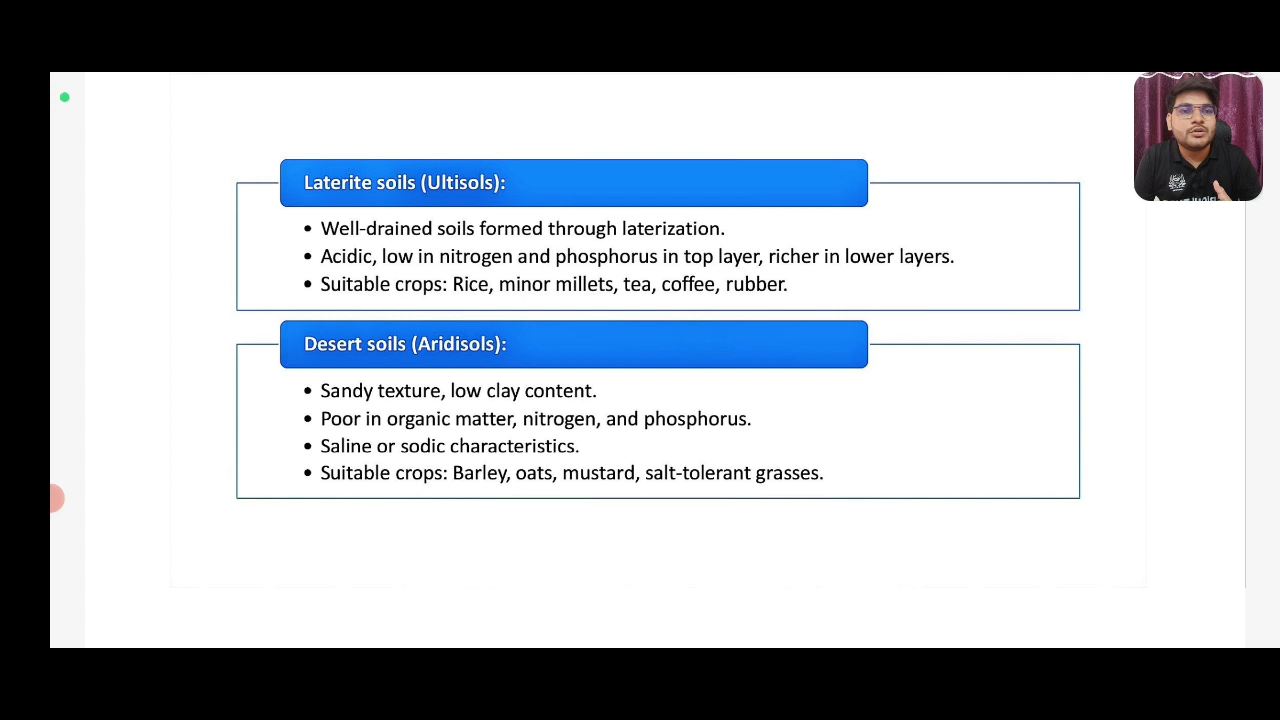 Laterite soils (Ultisols):
• Well-drained soils formed through laterization.
• Acidic, low in nitrogen and phosphorus in top layer, richer in lower layers.
• Suitable crops: Rice, minor millets, tea, coffee, rubber.
Desert soils (Aridisols):
• Sandy texture, low clay content.
• Poor in organic matter, nitrogen, and phosphorus.
• Saline or sodic characteristics.
• Suitable crops: Barley, oats, mustard, salt-tolerant grasses.